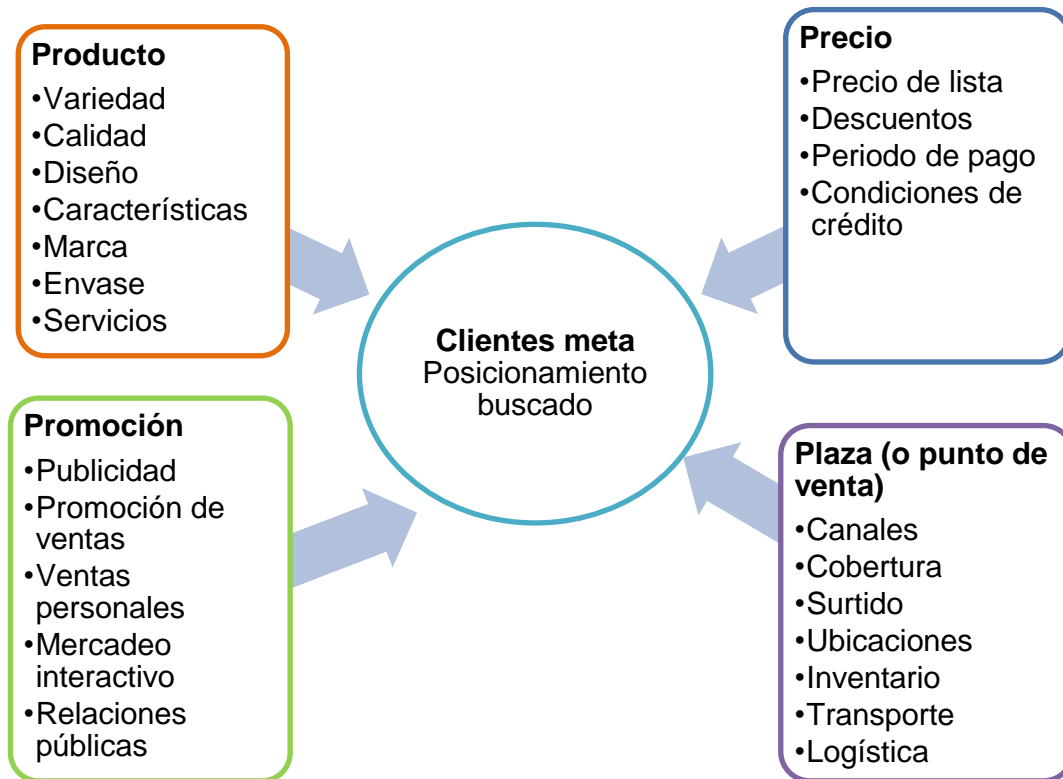 Producto
•Variedad
•Calidad
•Diseño
•Características
•Marca
•Envase
•Servicios
Precio
•Precio de lista
•Descuentos
•Periodo de pago
•Condiciones de
crédito
Clientes meta
Posicionamiento
buscado
Promoción
•Publicidad
•Promoción de
ventas
•Ventas
personales
•Mercadeo
interactivo
•Relaciones
públicas
Plaza (o punto de
venta)
•Canales
•Cobertura
•Surtido
•Ubicaciones
•Inventario
•Transporte
•Logística